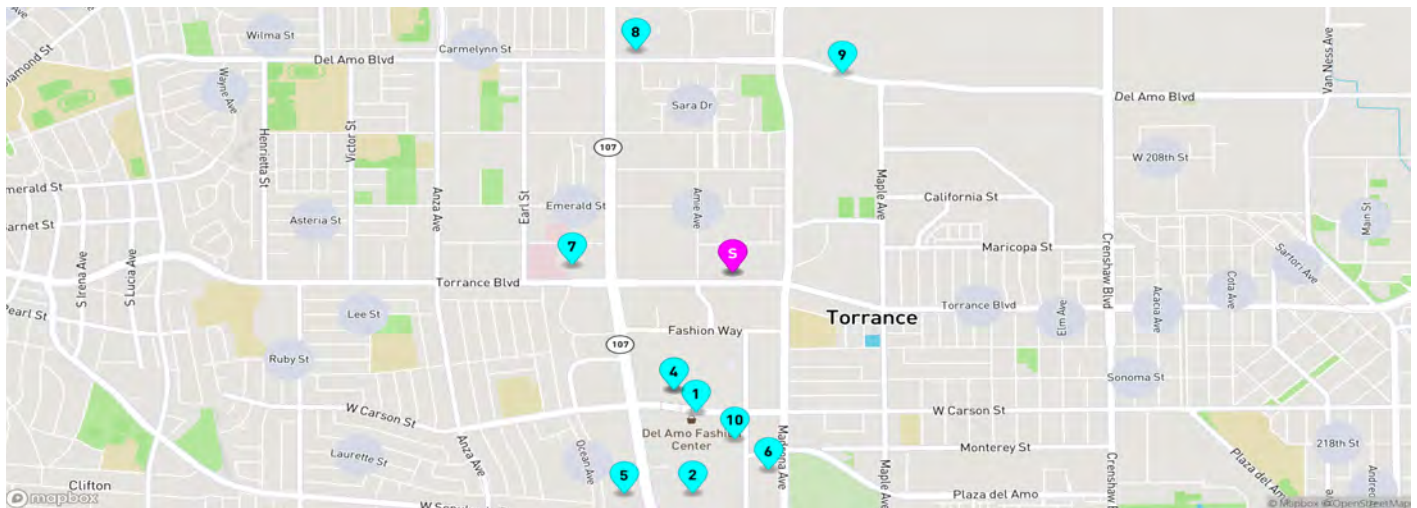 Wilma St
Carmelynn St
Diamond St
Del Amo Blvd
8
9
Wayne Ave
Van Ness Ave
Sara Dr
Del Amo Blvd
Henrietta St
Victor St
107
W 208th St
Emerald St
Anza Ave
Earl St
Emerald St
Amie Ave
Maple Ave
California St
Garnet St
Asteria St
Main St
7
S
Maricopa St
Crenshaw Blvd
Sartori Ave
S Irena Ave
S Lucia Ave
Torrance Blvd
Pearl St
Lee St
Torrance Blvd
Elm Ave
Acacia Ave
Cota Ave
Torrance
Fashion Way
107
Ruby St
4
Sonoma St
1
W Carson St
W Carson St
10
Del Amo Fashion
Center
Madrona Ave
Monterey St
218th St
Laurette St
Anza Ave
Ocean Ave
6
5
2
Maple Ave
Crenshaw
Plaza del Amo
Plaza del Amo
Clifton
mapbox
© Mapbox © OpenStreetMap